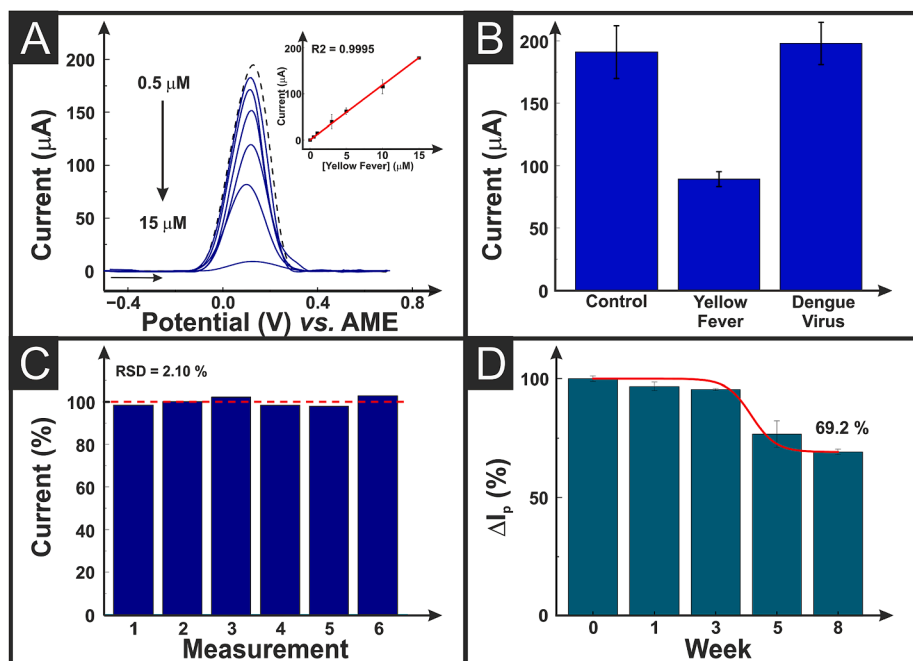 A
200
150
100
50
0
Current (µA)
0.5 µM
15 µM
−0.4
0.0
0.4
0.8
Potential (V) vs. AME
R2 = 0.9995
200
100
0
Current (µA)
0
5
10
15
[Yellow Fever] (µM)
B
200
150
100
50
0
Current (µA)
Control
Yellow
Fever
Dengue
Virus
C
RSD = 2.10 %
120
100
80
60
40
20
0
Current (%)
1
2
3
4
5
6
Measurement
D
100
50
0
ΔIp (%)
69.2 %
0
1
3
5
8
Week